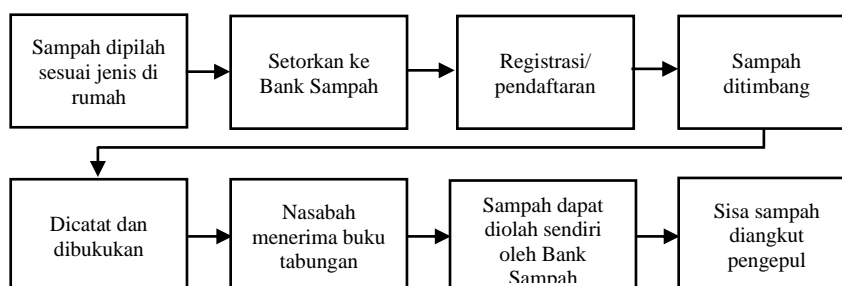 Sampah dipilah
sesuai jenis di
rumah
Setorkan ke
Bank Sampah
Registrasi/
pendaftaran
Sampah
ditimbang
Dicatat dan
dibukukan
Nasabah
menerima buku
tabungan
Sampah dapat
diolah sendiri
oleh Bank
Sampah
Sisa sampah
diangkut
pengepul